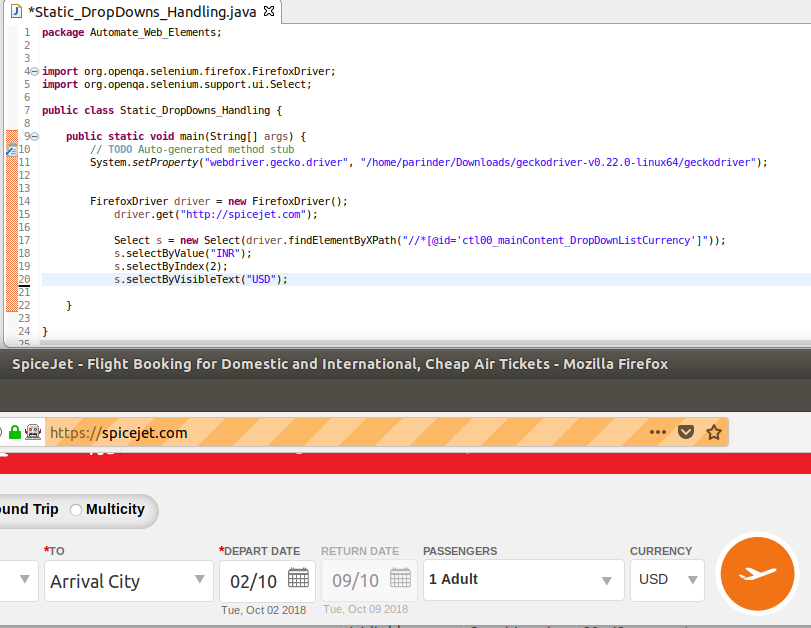 *Static_DropDowns_Handling.java
1 package Automate_Web_Elements;
2
3
4 import org.openqa.selenium.firefox.FirefoxDriver;
5 import org.openqa.selenium.support.ui.Select;
6
7 public class Static_DropDowns_Handling {
8
9 public static void main(String[] args) {
10 // TODO Auto-generated method stub
11 System.setProperty("webdriver.gecko.driver", "/home/parinder/Downloads/geckodriver-v0.22.0-linux64/geckodriver");
12
13
14 FirefoxDriver driver = new FirefoxDriver();
15 driver.get("http://spicejet.com");
16
17 Select s = new Select(driver.findElementByXPath("//*[@id='ctl00_mainContent_DropDownListCurrency']"));
18 s.selectByValue("INR");
19 s.selectByIndex(2);
20 s.selectByVisibleText("USD");
21
22 }
23
24 }
25
SpiceJet - Flight Booking for Domestic and International, Cheap Air Tickets - Mozilla Firefox
https://spicejet.com
und Trip Multicity
*TO *DEPART DATE RETURN DATE PASSENGERS CURRENCY
Arrival City 02/10 09/10 1 Adult USD
Tue, Oct 02 2018 Tue, Oct 09 2018